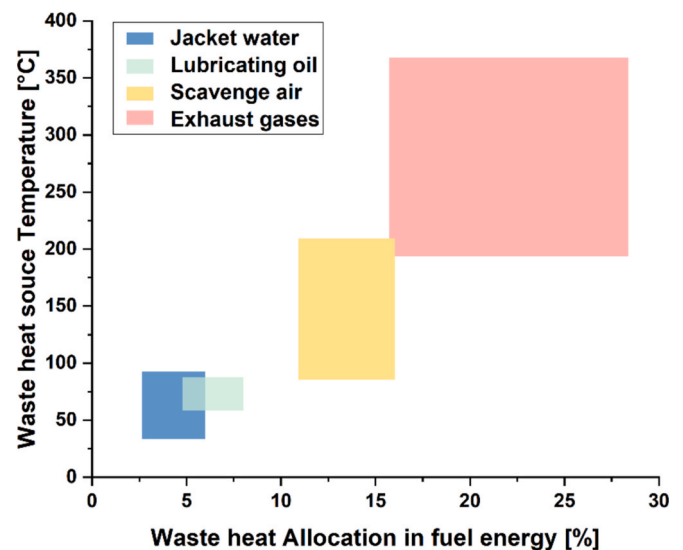 Jacket water
Lubricating oil
Scavenge air
Exhaust gases
Waste heat souce Temperature [°C]
400
350
300
250
200
150
100
50
0
0 5 10 15 20 25 30
Waste heat Allocation in fuel energy [%]